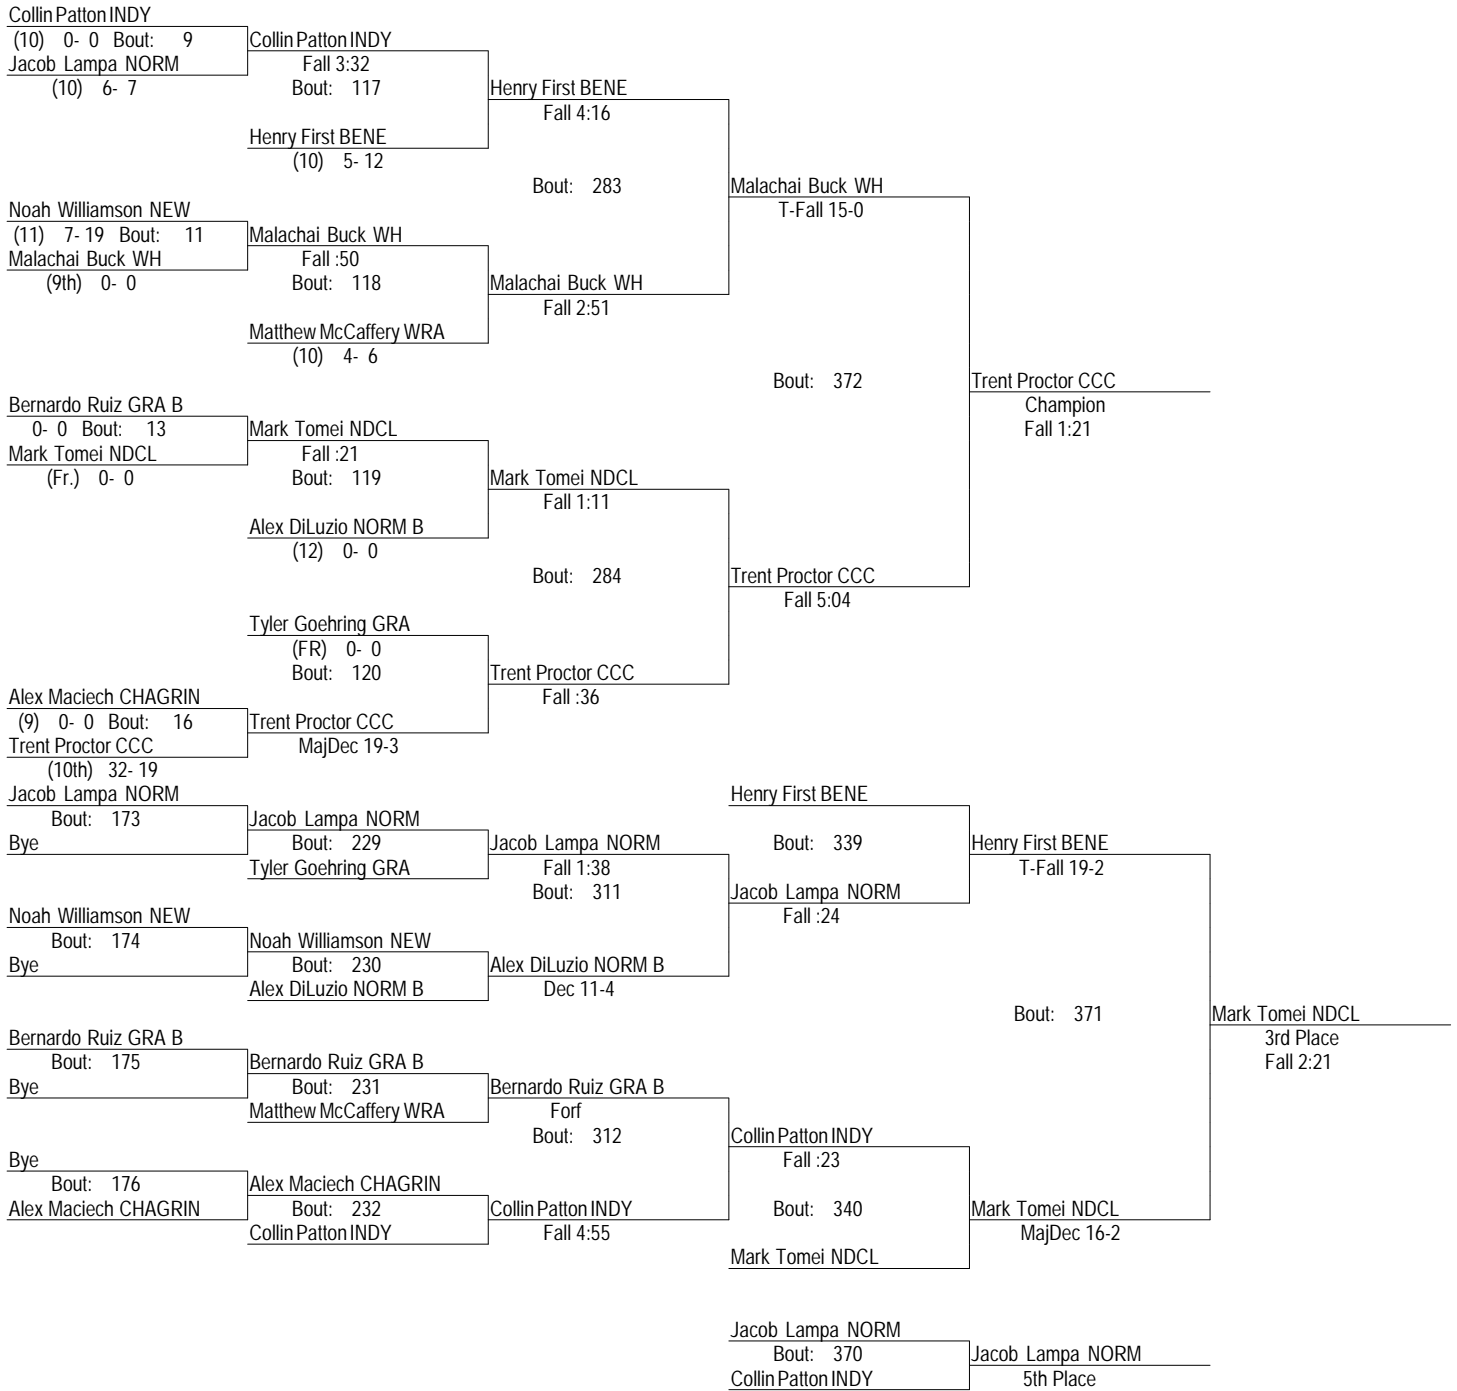 Collin Patton INDY
(10) 0- 0 Bout: 9
Collin Patton INDY
Jacob Lampa NORM
Fall 3:32
(10) 6- 7
Bout: 117
Henry First BENE
Fall 4:16
Henry First BENE
(10) 5- 12
Bout: 283
Malachai Buck WH
Noah Williamson NEW
T-Fall 15-0
(11) 7- 19 Bout: 11
Malachai Buck WH
Malachai Buck WH
Fall :50
(9th) 0- 0
Bout: 118
Malachai Buck WH
Fall 2:51
Matthew McCaffery WRA
(10) 4- 6
Bout: 372
Trent Proctor CCC
Bernardo Ruiz GRA B
Champion
0- 0 Bout: 13
Mark Tomei NDCL
Fall 1:21
Mark Tomei NDCL
Fall :21
(Fr.) 0- 0
Bout: 119
Mark Tomei NDCL
Fall 1:11
Alex DiLuzio NORM B
(12) 0- 0
Bout: 284
Trent Proctor CCC
Fall 5:04
Tyler Goehring GRA
(FR) 0- 0
Bout: 120
Trent Proctor CCC
Alex Maciech CHAGRIN
Fall :36
(9) 0- 0 Bout: 16
Trent Proctor CCC
Trent Proctor CCC
MajDec 19-3
(10th) 32- 19
Jacob Lampa NORM
Henry First BENE
Bout: 173
Jacob Lampa NORM
Bye
Bout: 229
Jacob Lampa NORM
Bout: 339
Henry First BENE
Tyler Goehring GRA
Fall 1:38
T-Fall 19-2
Bout: 311
Jacob Lampa NORM
Noah Williamson NEW
Fall :24
Bout: 174
Noah Williamson NEW
Bye
Bout: 230
Alex DiLuzio NORM B
Alex DiLuzio NORM B
Dec 11-4
Bout: 371
Mark Tomei NDCL
Bernardo Ruiz GRA B
3rd Place
Bout: 175
Bernardo Ruiz GRA B
Fall 2:21
Bye
Bout: 231
Bernardo Ruiz GRA B
Matthew McCaffery WRA
Forf
Bout: 312
Collin Patton INDY
Bye
Fall :23
Bout: 176
Alex Maciech CHAGRIN
Alex Maciech CHAGRIN
Bout: 232
Collin Patton INDY
Bout: 340
Mark Tomei NDCL
Collin Patton INDY
Fall 4:55
MajDec 16-2
Mark Tomei NDCL
Jacob Lampa NORM
Bout: 370
Jacob Lampa NORM
Collin Patton INDY
5th Place